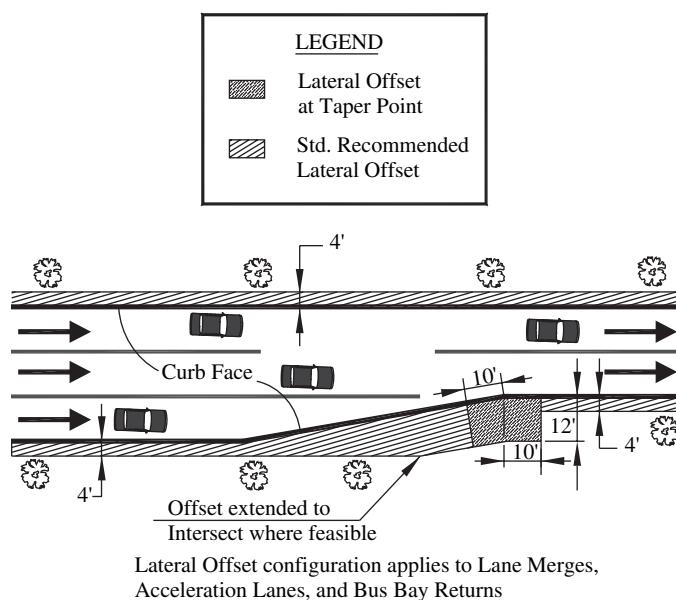 LEGEND
Lateral Offset
at Taper Point
Std. Recommended
Lateral Offset
4'
Curb Face
10'
12'
4'
10'
4'
Offset extended to
Intersect where feasible
Lateral Offset configuration applies to Lane Merges,
Acceleration Lanes, and Bus Bay Returns